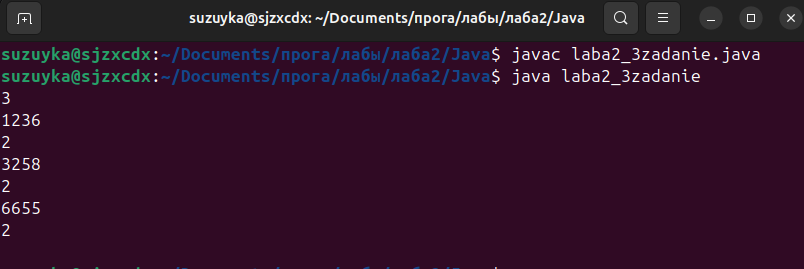 suzuyka@sjzxcdx: ~/Documents/прога/лабы/лаба2/Java
suzuyka@sjzxcdx:~/Documents/прога/лабы/лаба2/Java$ javac laba2_3zadanie.java
suzuyka@sjzxcdx:~/Documents/прога/лабы/лаба2/Java$ java laba2_3zadanie
3
1236
2
3258
2
6655
2